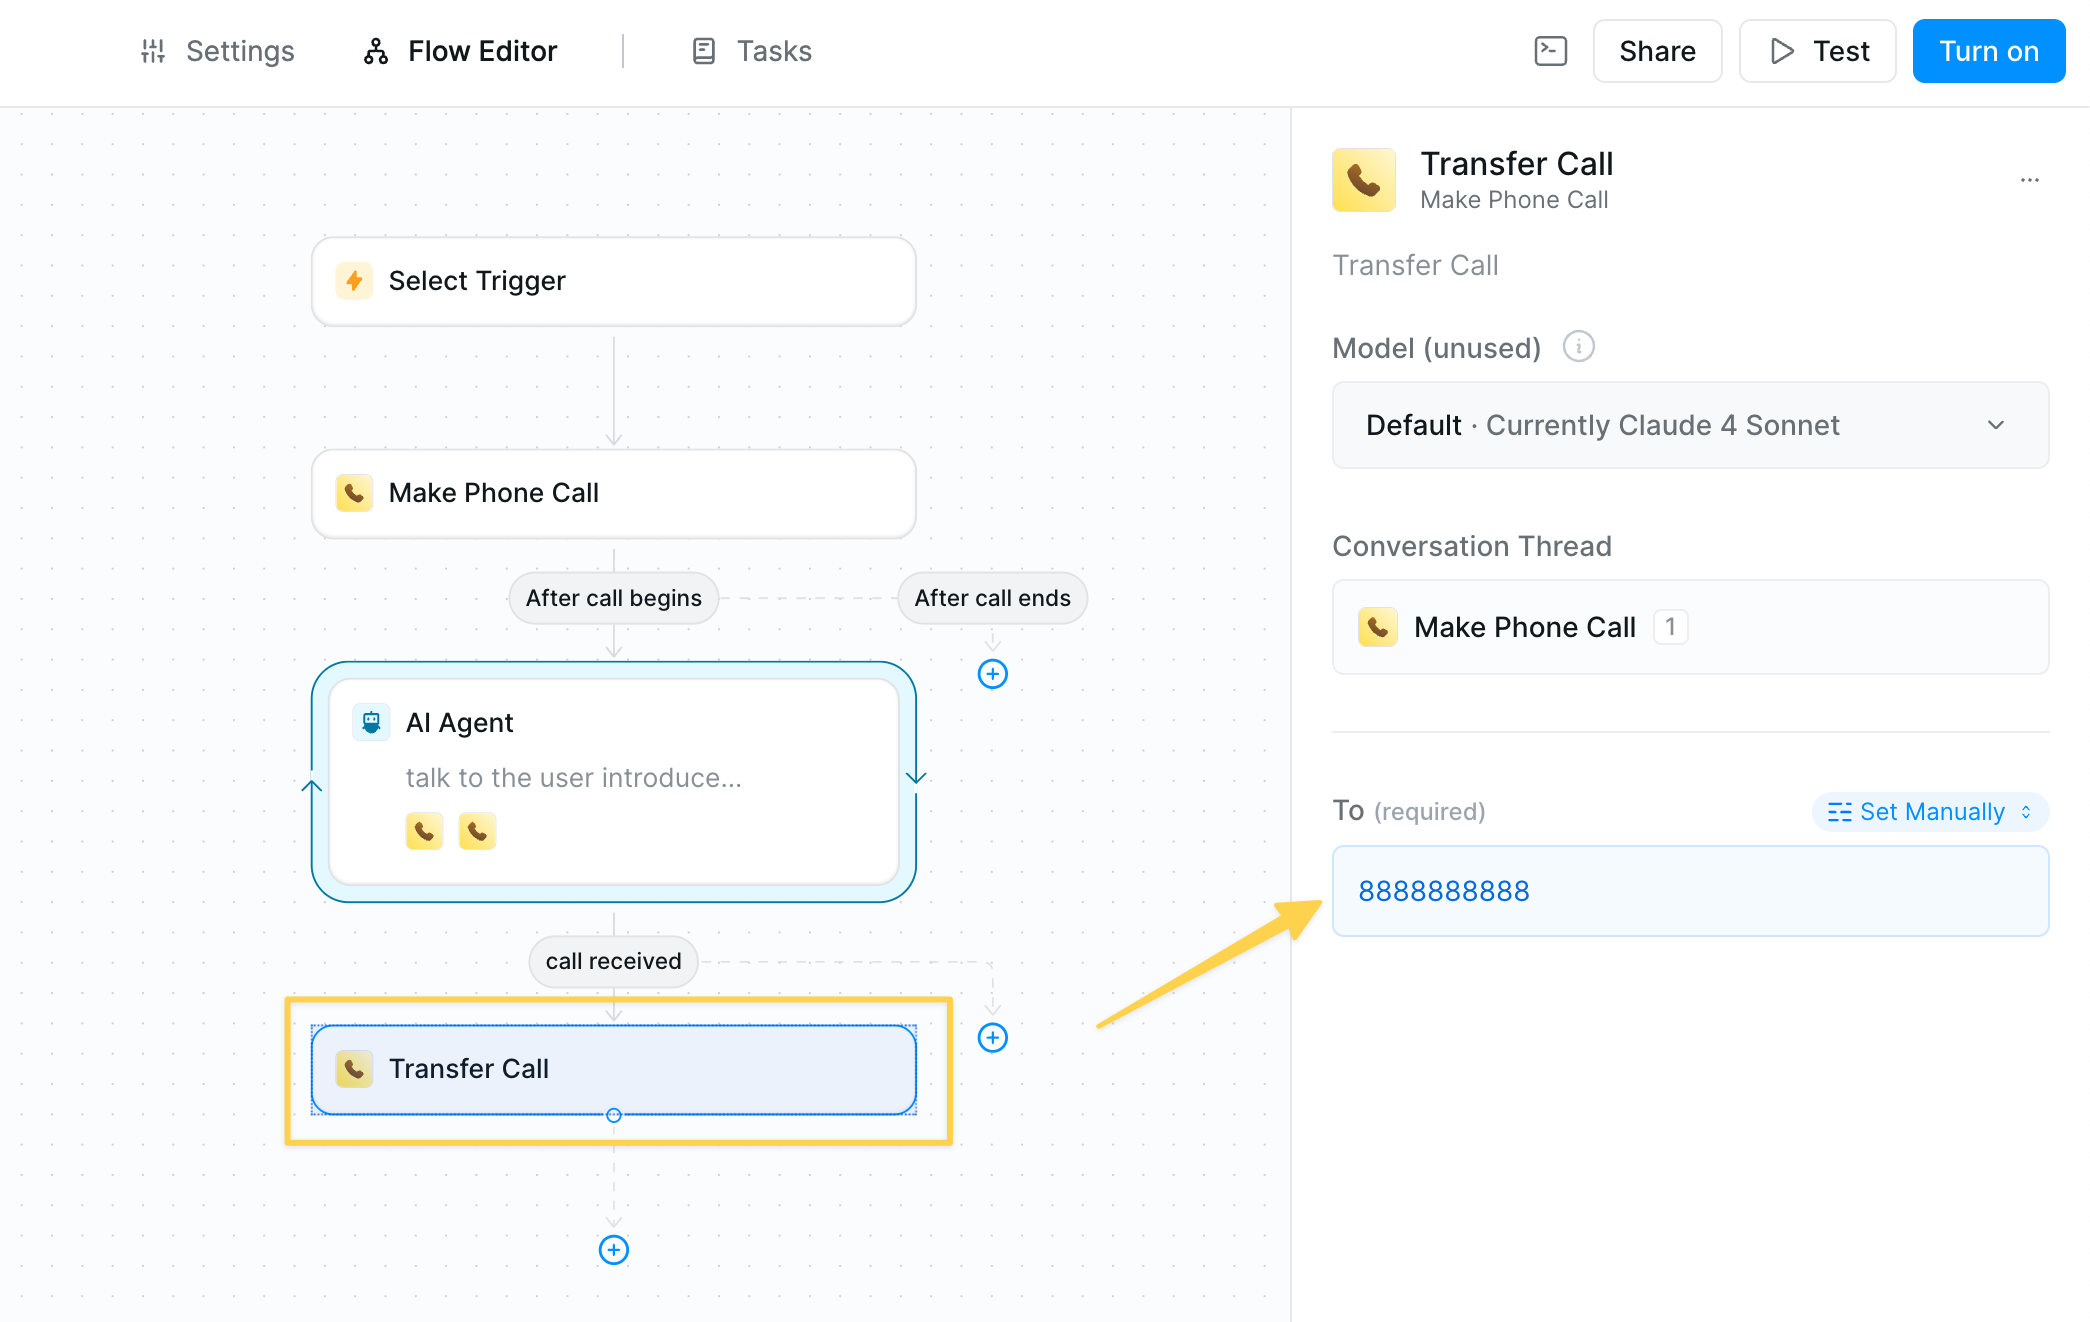 Settings
Flow Editor
Tasks
Share
Test
Turn on
Select Trigger
Make Phone Call
After call begins
After call ends
AI Agent
talk to the user introduce...
call received
Transfer Call
Transfer Call
Make Phone Call
Transfer Call
Model (unused)
Default · Currently Claude 4 Sonnet
Conversation Thread
Make Phone Call 1
To (required)
Set Manually
8888888888